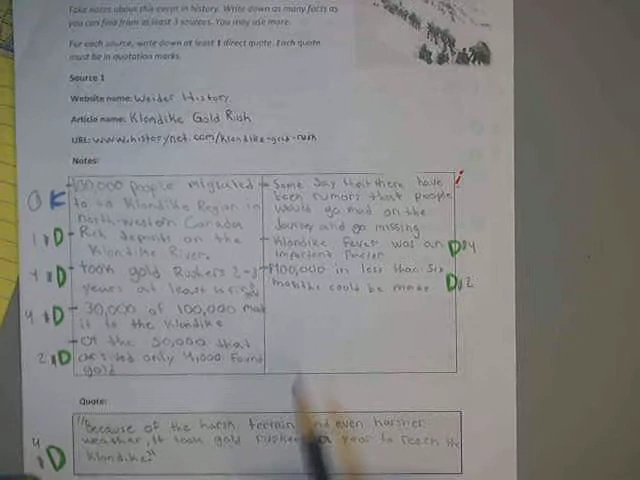 Take notes about this event in history. Write down as many facts as
you can find from at least 3 sources. You may use more.
For each source, write down at least 1 direct quote. Each quote
must be in quotation marks.
Source 1
Website name: Weider History
Article name: Klondike Gold Rush
URL: www.historynet.com/klondike-gold-rush
Notes:
K
- 100,000 people migrated
to to Klondike Region in
north-western Canada
1 D
- Rich deposits on the
Klondike River.
4 D
- took gold Rushers 2-3
years at least
4 D
- 30,000 of 100,000
it to the Klondike
2 D
- Of the 30,000 that
only 4,000 Found
gold
- Some say that there have
been rumors that people
would go mad on the
and go missing
i
- Klondike Fever was an
important
D 4
- $100,000 in less than six
months could be made
D 2
Quote:
4
D
"Because of the harsh terrain and even harsher
weather, it took gold a year to reach the
Klondike."